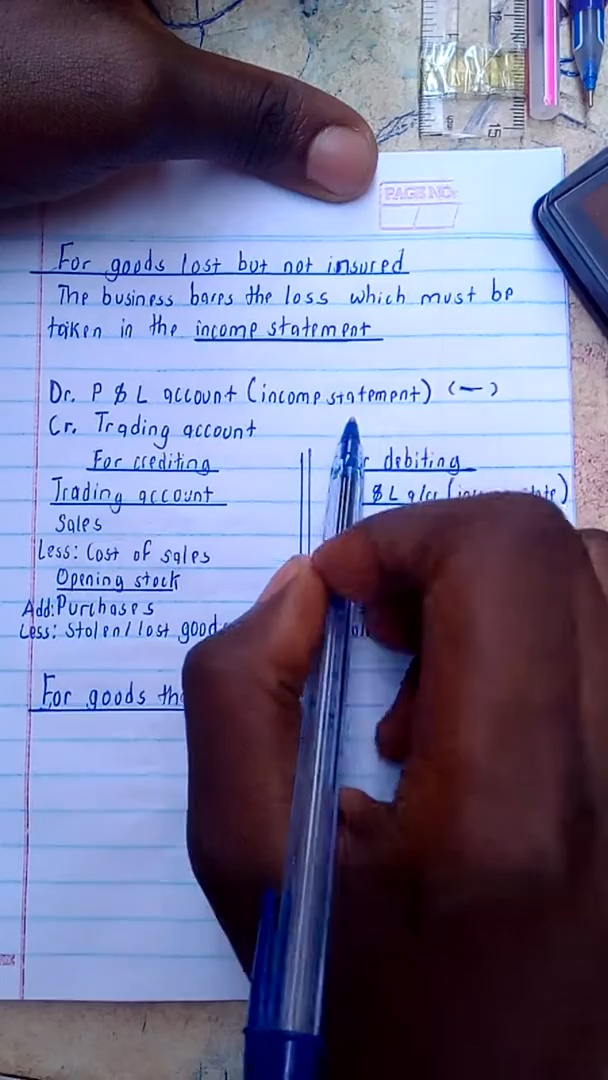 PAGE NO:
For goods lost but not insured
The business bares the loss which must be
taken in the income statement
Dr. P & L account (income statement) (—)
Cr. Trading account
For crediting
debiting
Trading account
& L a/cc
Sales
Less: Cost of sales
Opening stock
Add: Purchases
Less: Stolen/lost goods
For goods